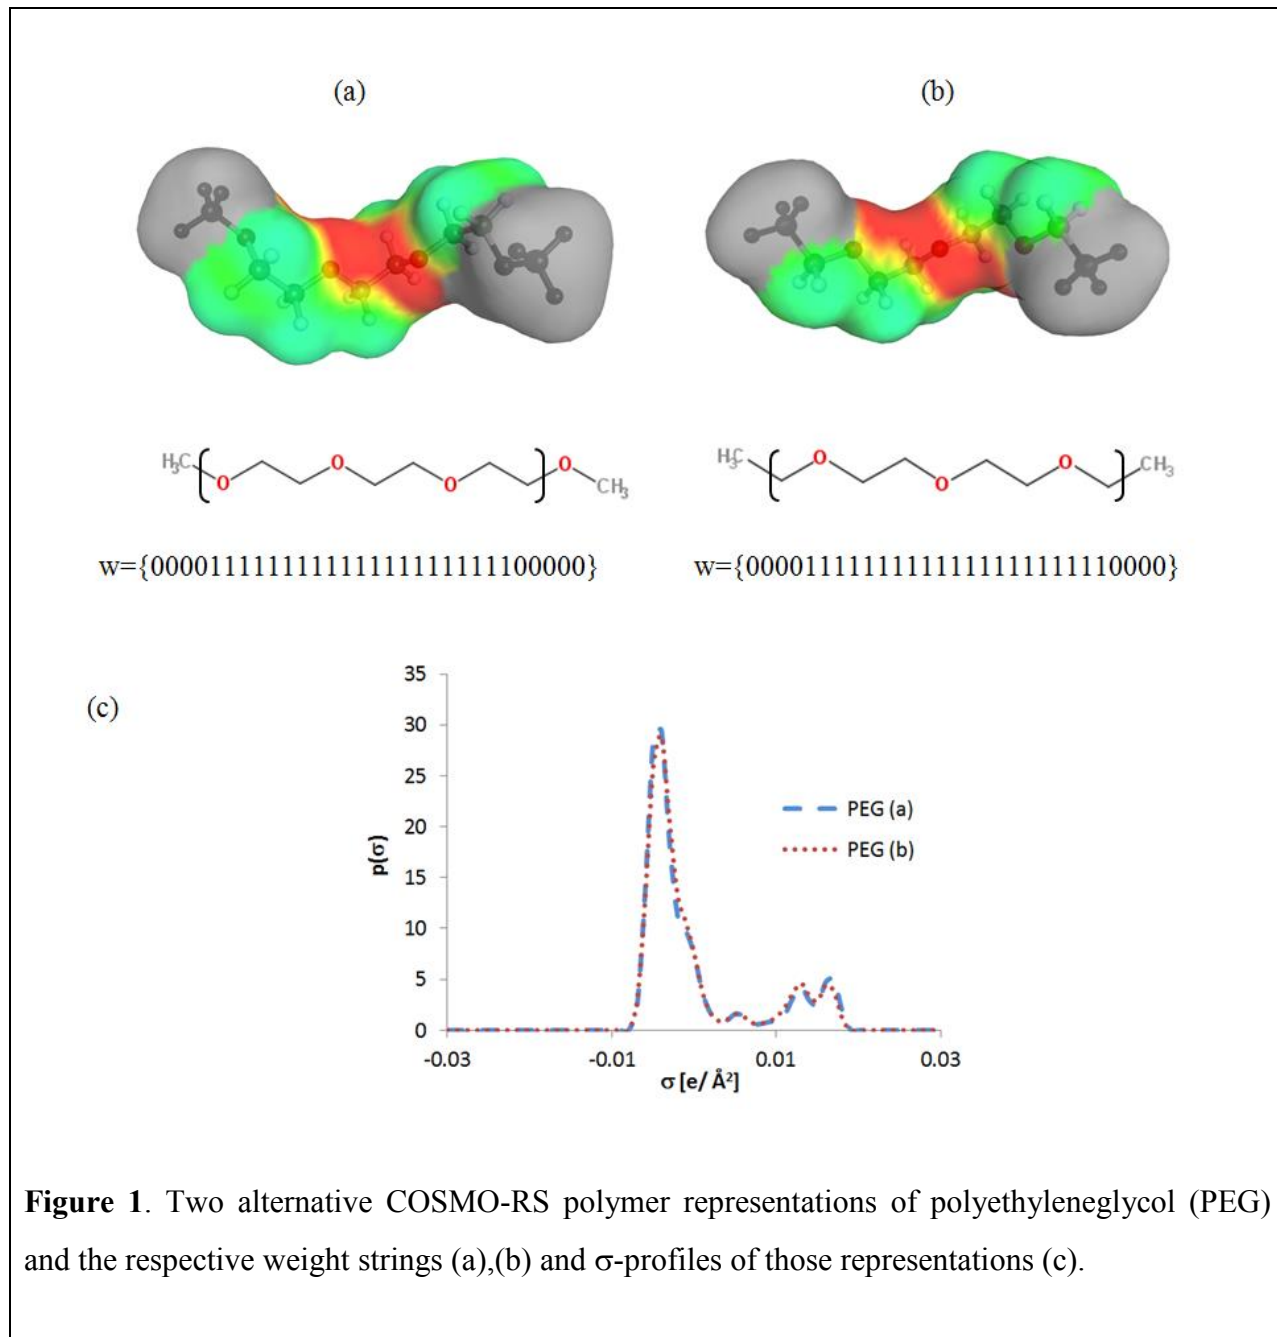 (a)
(b)
H₃C
O
O
O
O
CH₃
H₃C
O
O
O
CH₃
w={000011111111111111111111100000}
w={00001111111111111111111110000}
(c)
35
30
25
20
15
10
5
0
p(σ)
-0.03
-0.01
0.01
0.03
σ [e/ Å²]
PEG (a)
PEG (b)
Figure 1. Two alternative COSMO-RS polymer representations of polyethyleneglycol (PEG)
and the respective weight strings (a),(b) and σ-profiles of those representations (c).